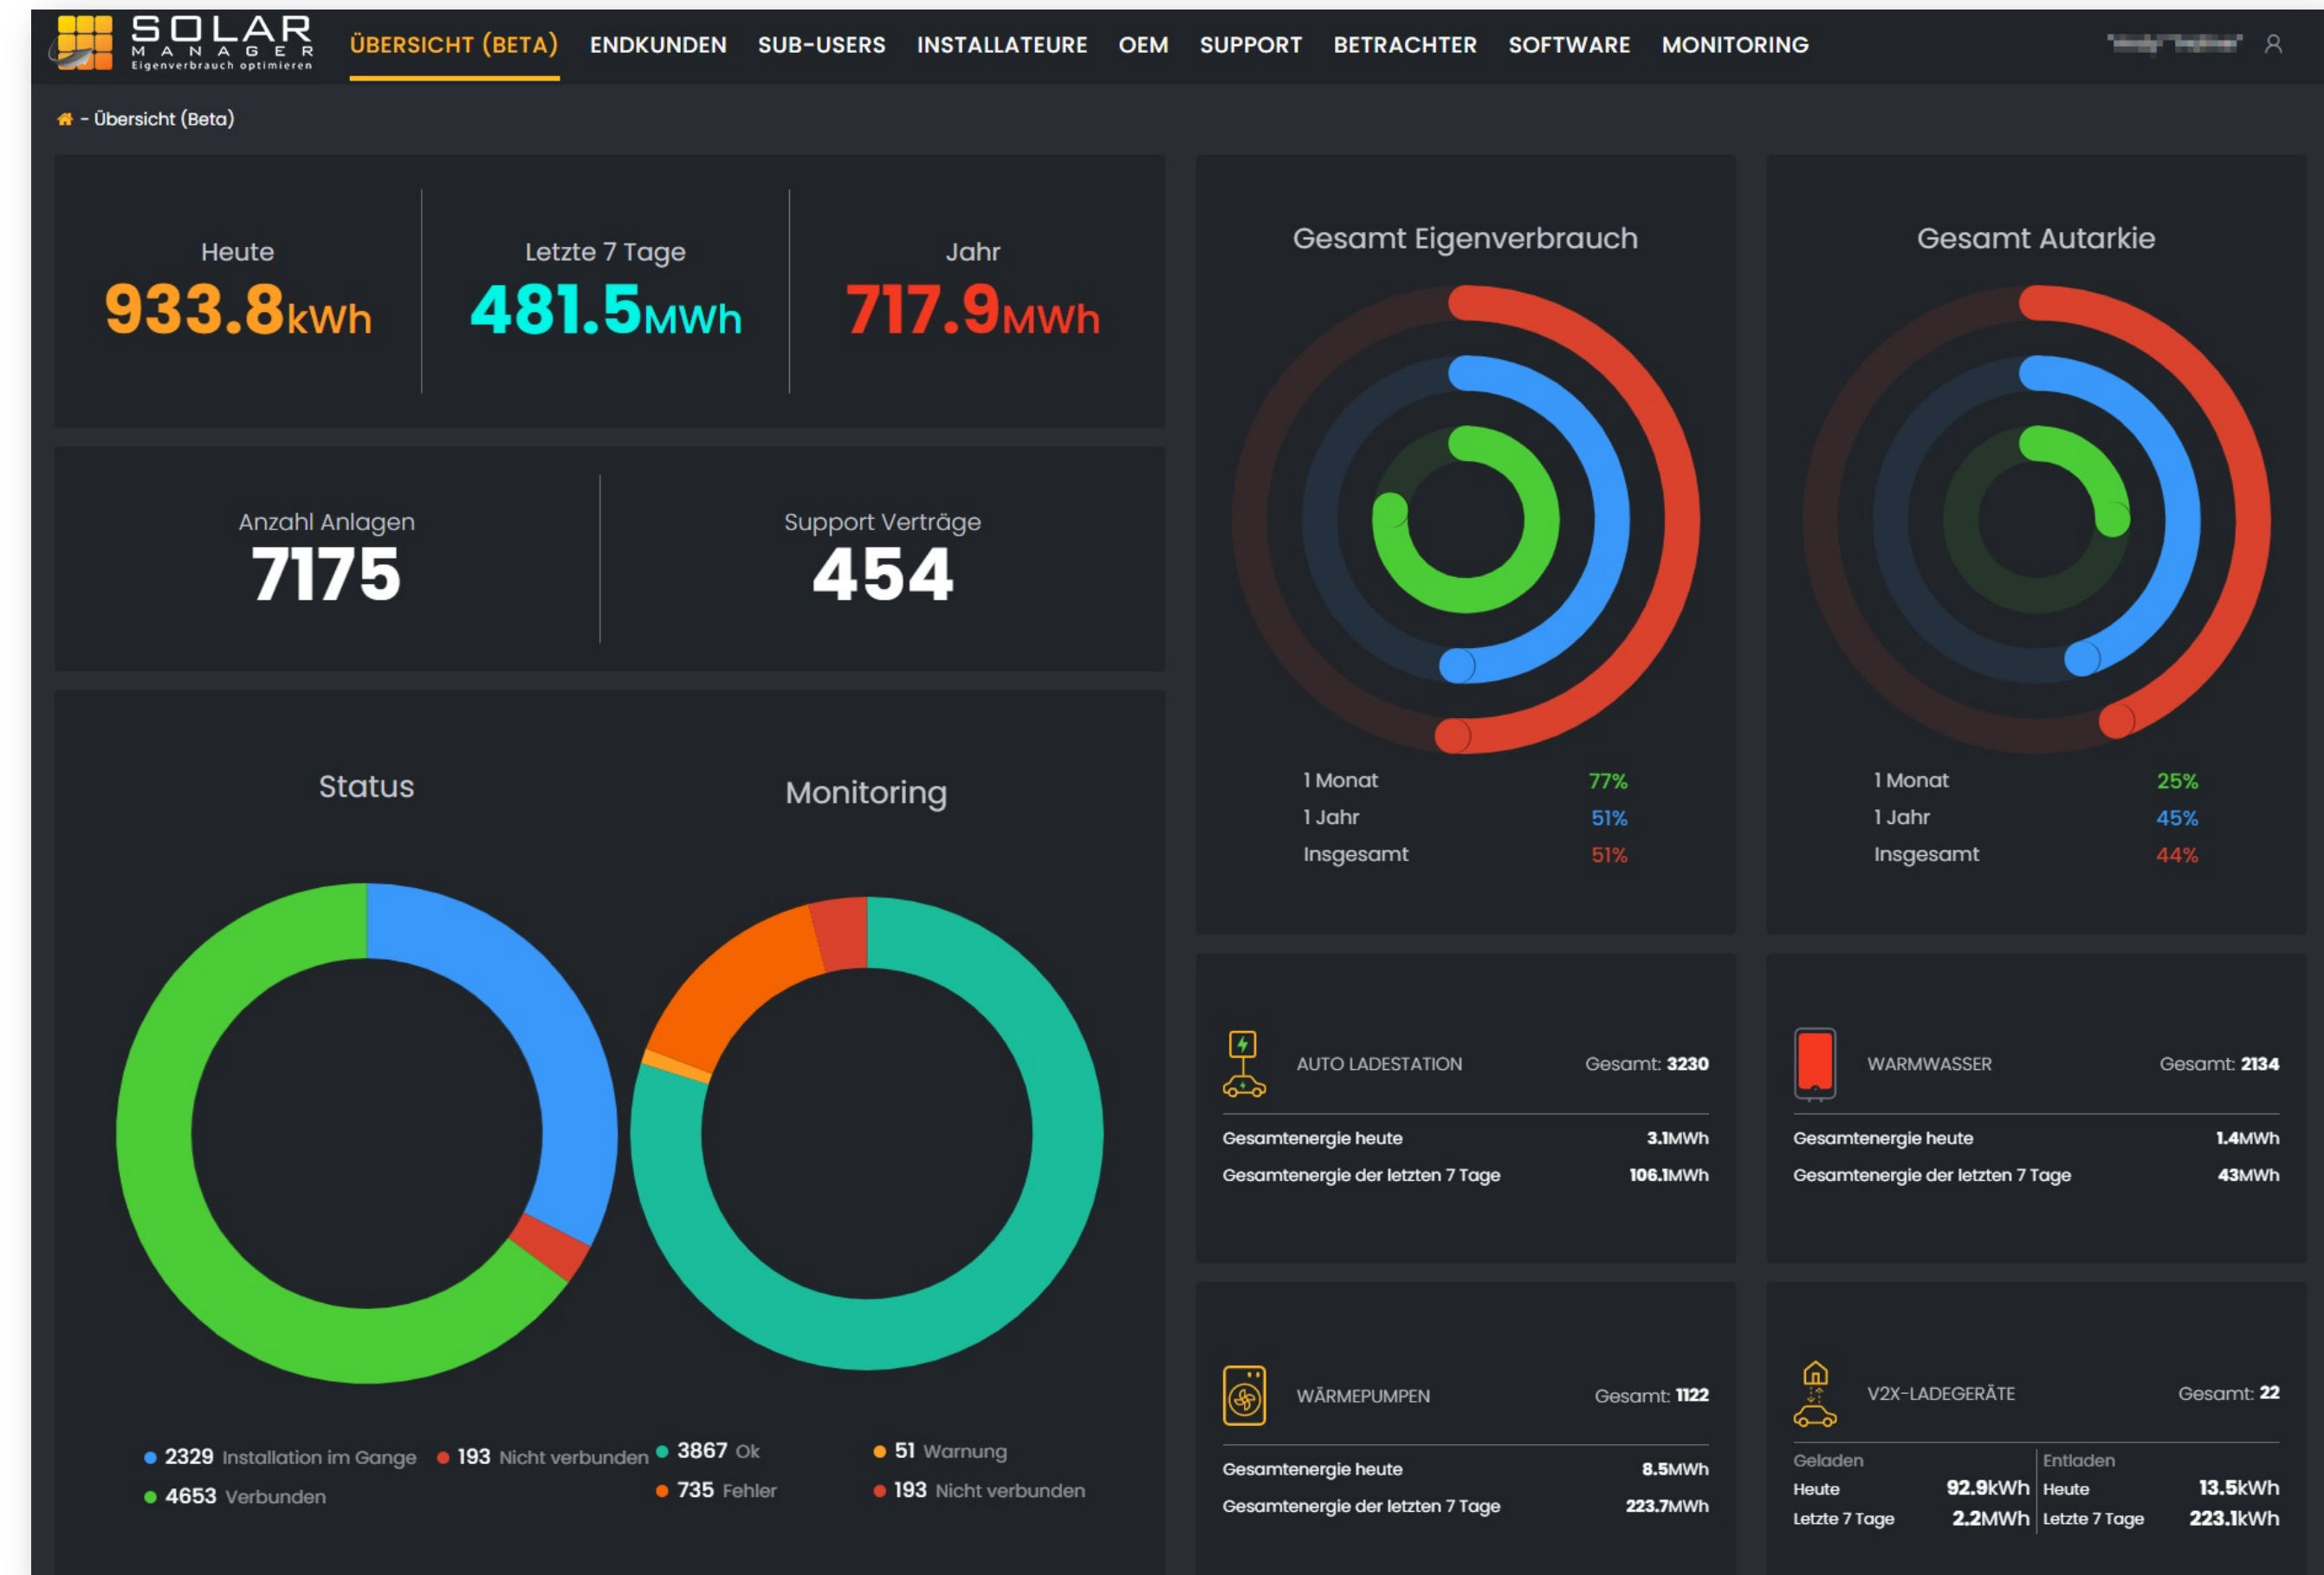 SOLAR
MANAGER
Eigenverbrauch optimieren
ÜBERSICHT (BETA) ENDKUNDEN SUB-USERS INSTALLATEURE OEM SUPPORT BETRACHTER SOFTWARE MONITORING
- Übersicht (Beta)
Heute
933.8kWh
Letzte 7 Tage
481.5MWh
Jahr
717.9MWh
Anzahl Anlagen
7175
Support Verträge
454
Status
2329 Installation im Gange
193 Nicht verbunden
4653 Verbunden
Monitoring
3867 Ok
51 Warnung
735 Fehler
193 Nicht verbunden
Gesamt Eigenverbrauch
1 Monat 77%
1 Jahr 51%
Insgesamt 51%
Gesamt Autarkie
1 Monat 25%
1 Jahr 45%
Insgesamt 44%
AUTO LADESTATION Gesamt: 3230
Gesamtenergie heute 3.1MWh
Gesamtenergie der letzten 7 Tage 106.1MWh
WARMWASSER Gesamt: 2134
Gesamtenergie heute 1.4MWh
Gesamtenergie der letzten 7 Tage 43MWh
WÄRMEPUMPEN Gesamt: 1122
Gesamtenergie heute 8.5MWh
Gesamtenergie der letzten 7 Tage 223.7MWh
V2X-LADEGERÄTE Gesamt: 22
Geladen Entladen
Heute 92.9kWh Heute 13.5kWh
Letzte 7 Tage 2.2MWh Letzte 7 Tage 223.1kWh